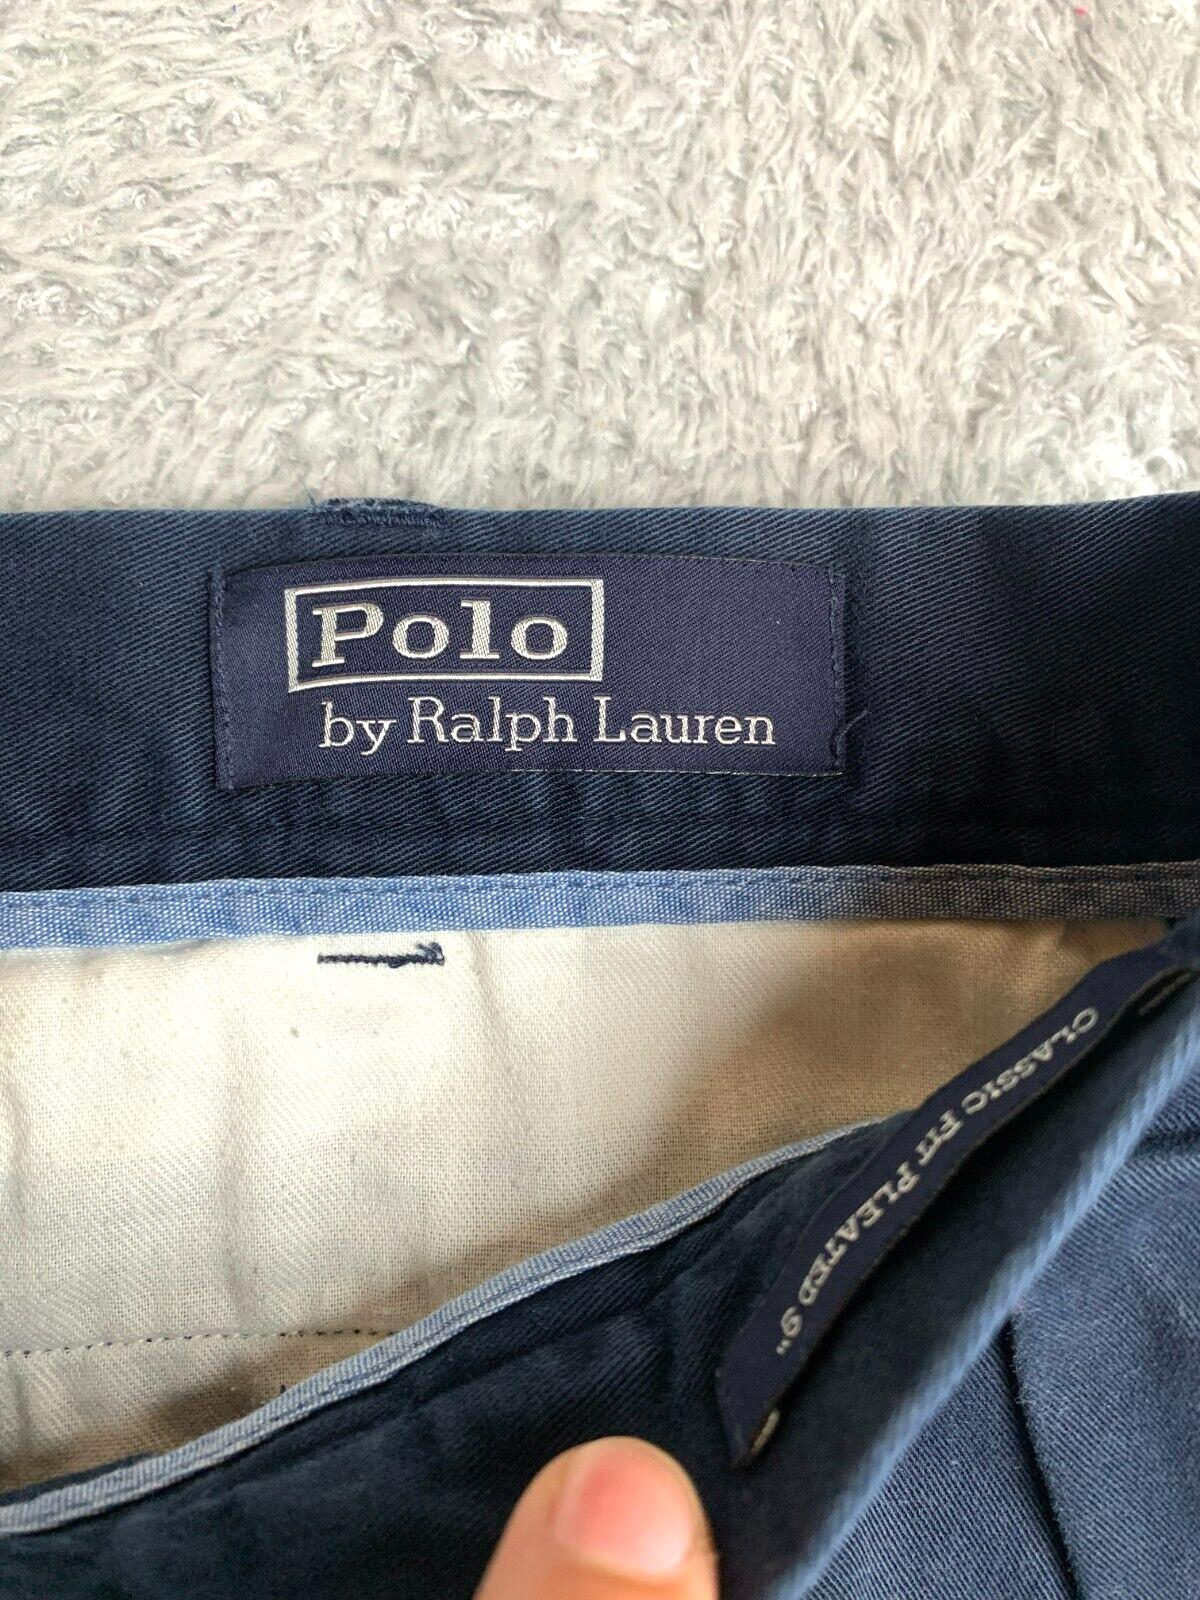 Polo
by Ralph Lauren
CLASSIC FIT PLEATED 9"